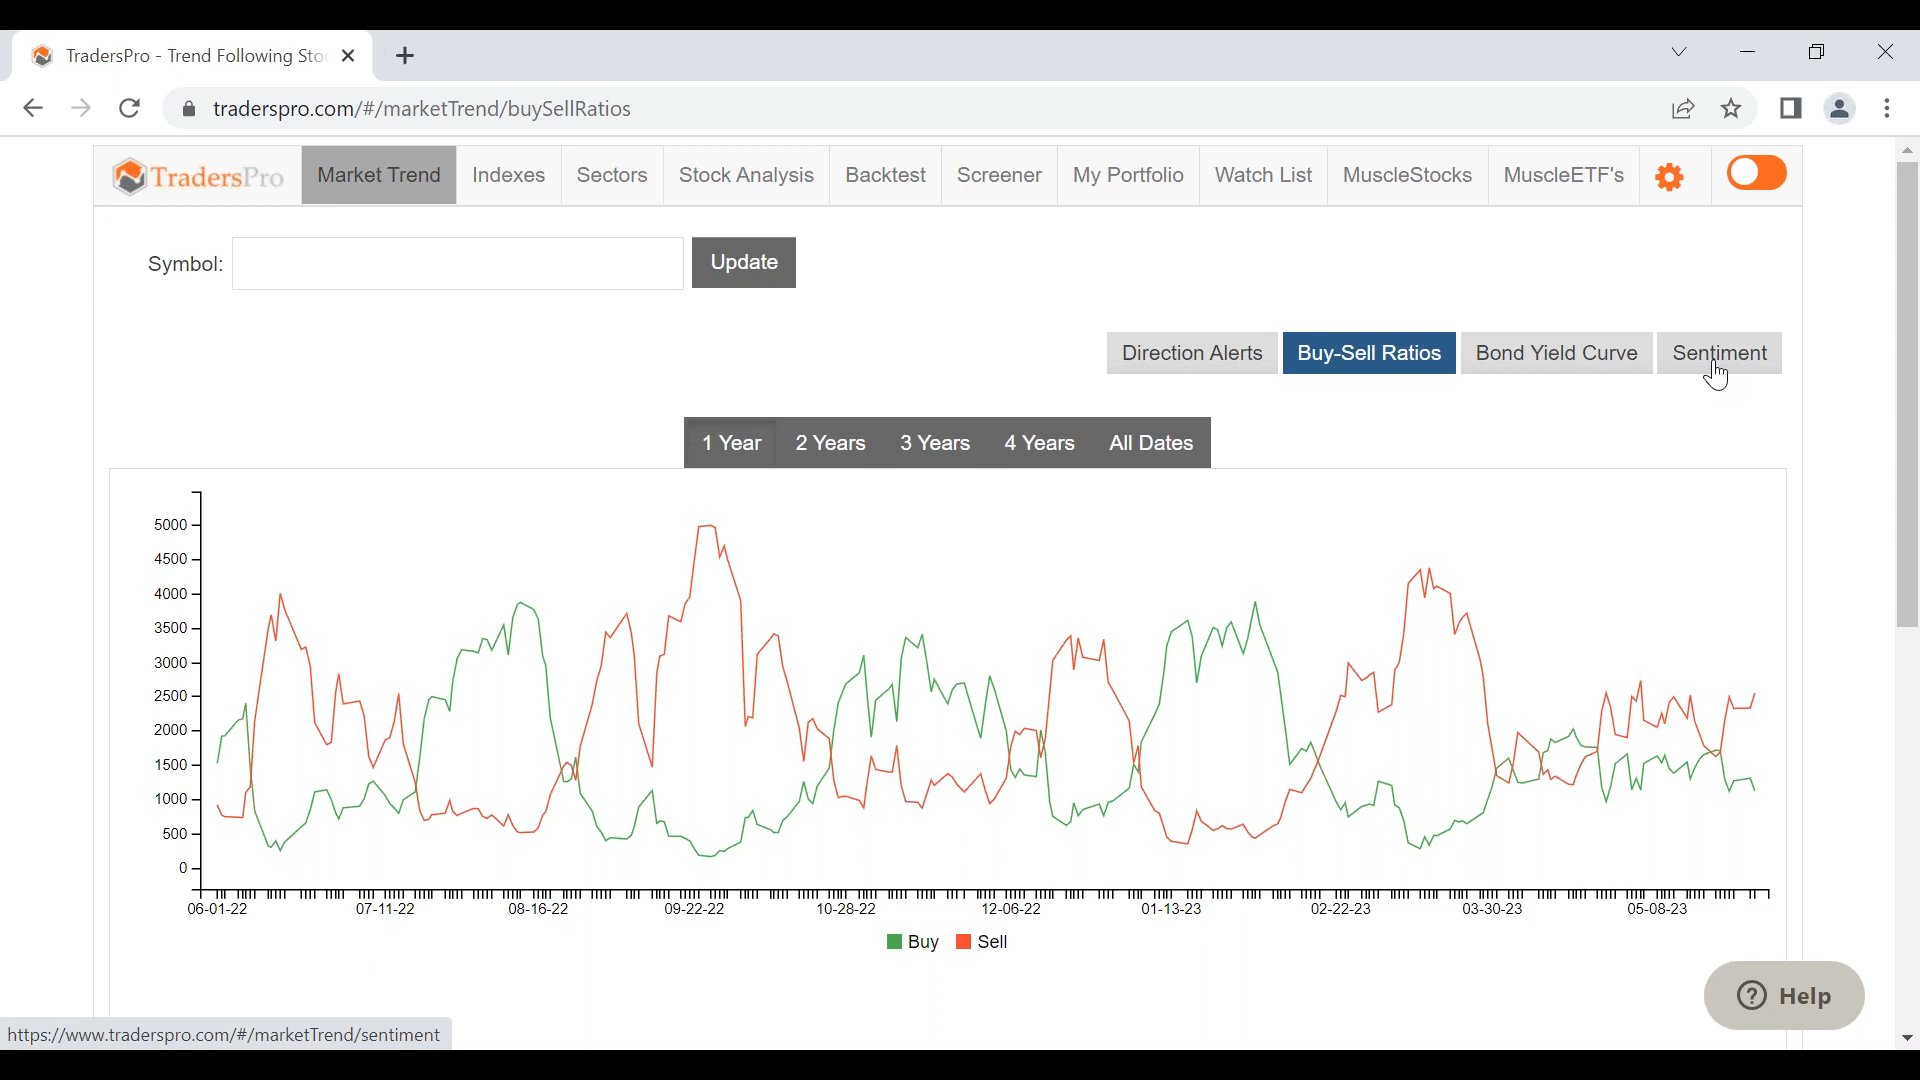 TradersPro - Trend Following Sto
traderspro.com/#/marketTrend/buySellRatios
TradersPro Market Trend Indexes Sectors Stock Analysis Backtest Screener My Portfolio Watch List MuscleStocks MuscleETF's
Symbol: Update
Direction Alerts Buy-Sell Ratios Bond Yield Curve Sentiment
1 Year 2 Years 3 Years 4 Years All Dates
5000
4500
4000
3500
3000
2500
2000
1500
1000
500
0
06-01-22 07-11-22 08-16-22 09-22-22 10-28-22 12-06-22 01-13-23 02-22-23 03-30-23 05-08-23
Buy Sell
Help
https://www.traderspro.com/#/marketTrend/sentiment